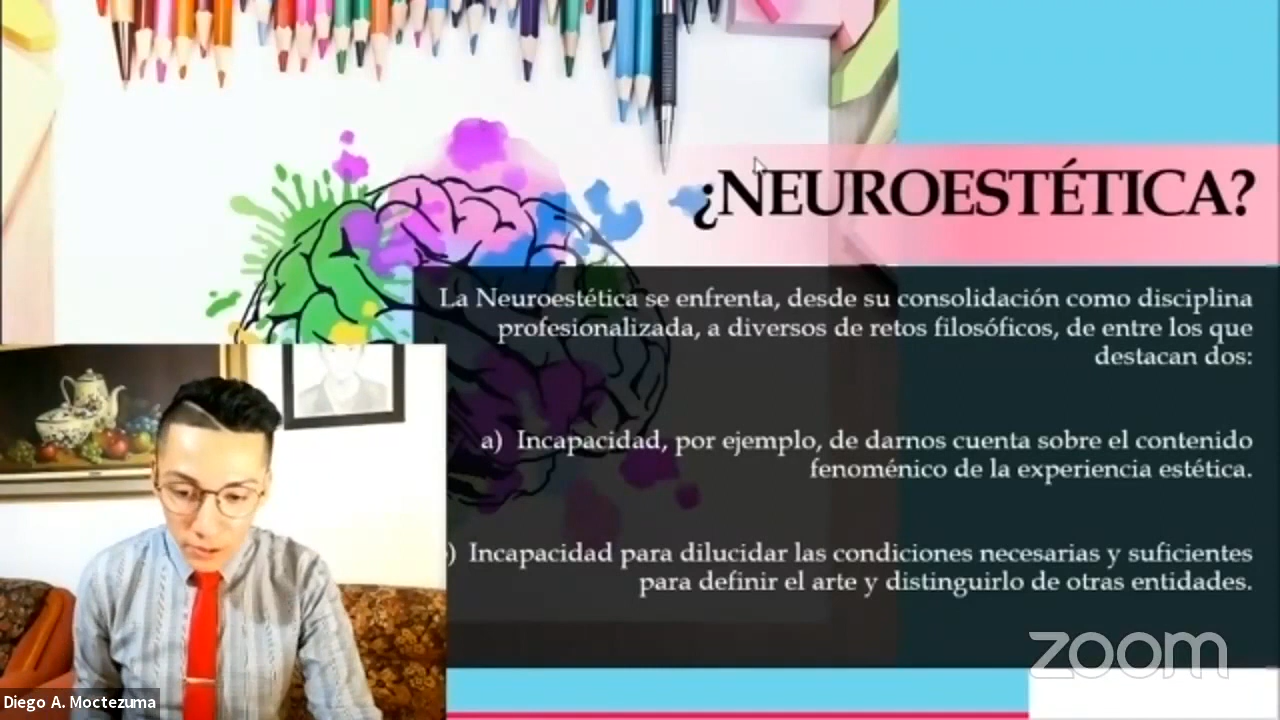 ¿NEUROESTÉTICA?
La Neuroestética se enfrenta, desde su consolidación como disciplina
profesionalizada, a diversos de retos filosóficos, de entre los que
destacan dos:
a) Incapacidad, por ejemplo, de darnos cuenta sobre el contenido
fenoménico de la experiencia estética.
) Incapacidad para dilucidar las condiciones necesarias y suficientes
para definir el arte y distinguirlo de otras entidades.
zoom
Diego A. Moctezuma